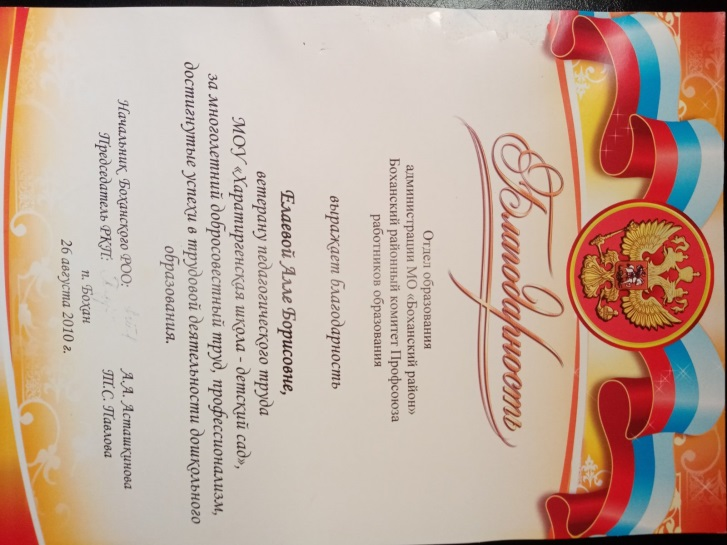 Благодарность
Отдел образования
администрации МО «Боханский район»
Боханский районный комитет Профсоюза
работников образования
выражает благодарность
Елаевой Алле Борисовне,
ветерану педагогического труда
МОУ «Харатиргенская школа - детский сад»,
за многолетний добросовестный труд, профессионализм,
достигнутые успехи в трудовой деятельности дошкольного
образования.
Начальник Боханского РОО: А.А. Асташкинова
Председатель РКП: Т.С. Павлова
п. Бохан
26 августа 2010 г.